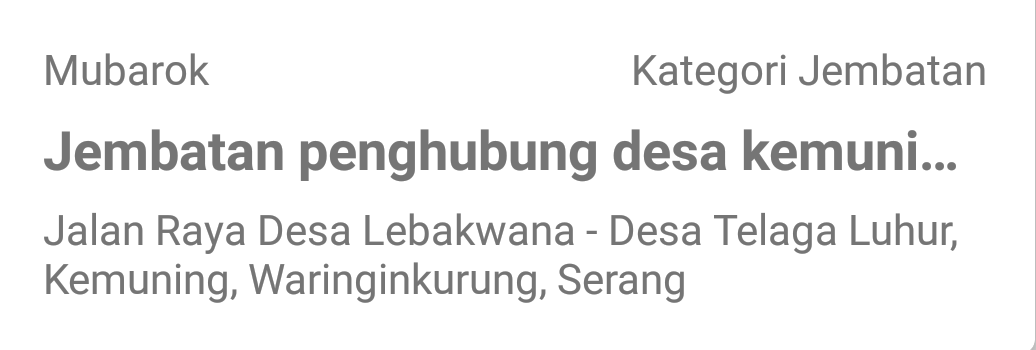 Mubarok
Kategori Jembatan
Jembatan penghubung desa kemuni...
Jalan Raya Desa Lebakwana - Desa Telaga Luhur,
Kemuning, Waringinkurung, Serang